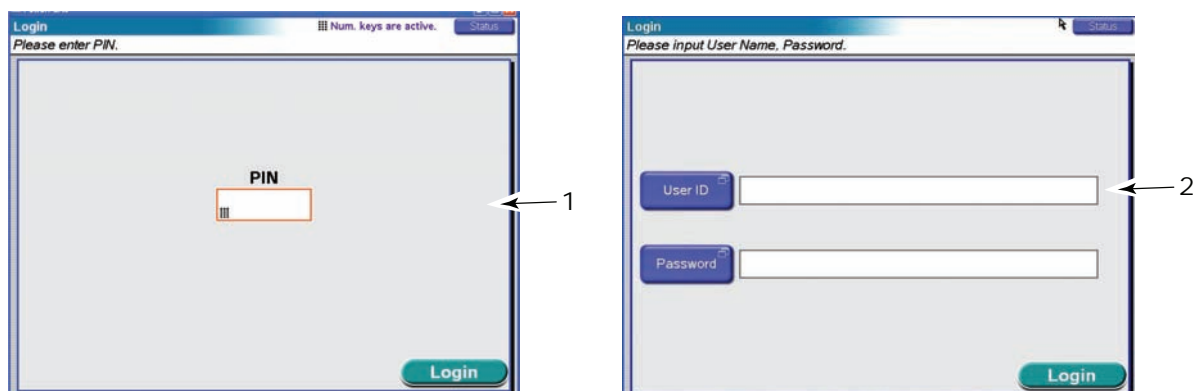 Login
Num. keys are active.
Status
Please enter PIN.
PIN
Login
1
Login
Status
Please input User Name, Password.
User ID
Password
Login
2